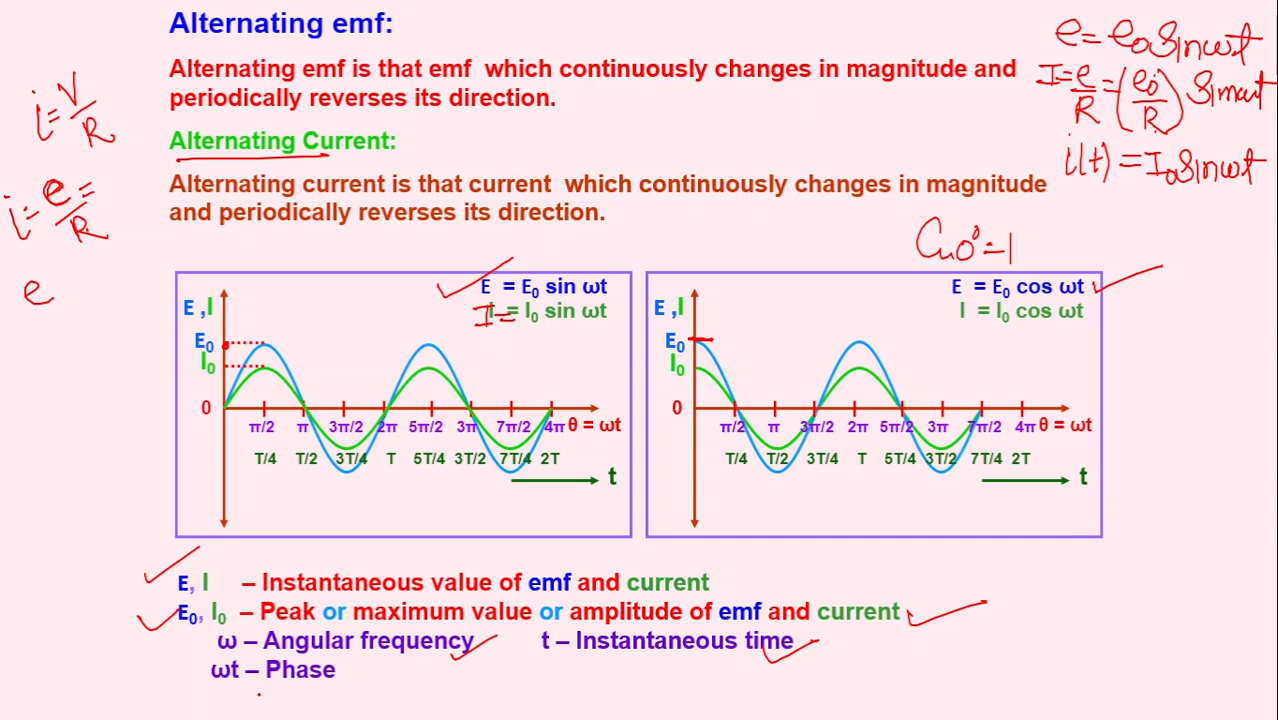 Alternating emf:
e = e₀ sin ωt
Alternating emf is that emf which continuously changes in magnitude and
periodically reverses its direction.
I = e/R = (e₀/R) sin ωt
i = V/R
Alternating Current:
i(t) = I₀ sin ωt
Alternating current is that current which continuously changes in magnitude
and periodically reverses its direction.
i = e/R =
Cos 0° = 1
e
E = E₀ sin ωt
I = I₀ sin ωt
E ,I
E₀
I₀
0
π/2 π 3π/2 2π 5π/2 3π 7π/2 4π θ = ωt
T/4 T/2 3T/4 T 5T/4 3T/2 7T/4 2T
t
E = E₀ cos ωt
I = I₀ cos ωt
E ,I
E₀
I₀
0
π/2 π 3π/2 2π 5π/2 3π 7π/2 4π θ = ωt
T/4 T/2 3T/4 T 5T/4 3T/2 7T/4 2T
t
E, I – Instantaneous value of emf and current
E₀, I₀ – Peak or maximum value or amplitude of emf and current
ω – Angular frequency t – Instantaneous time
ωt – Phase